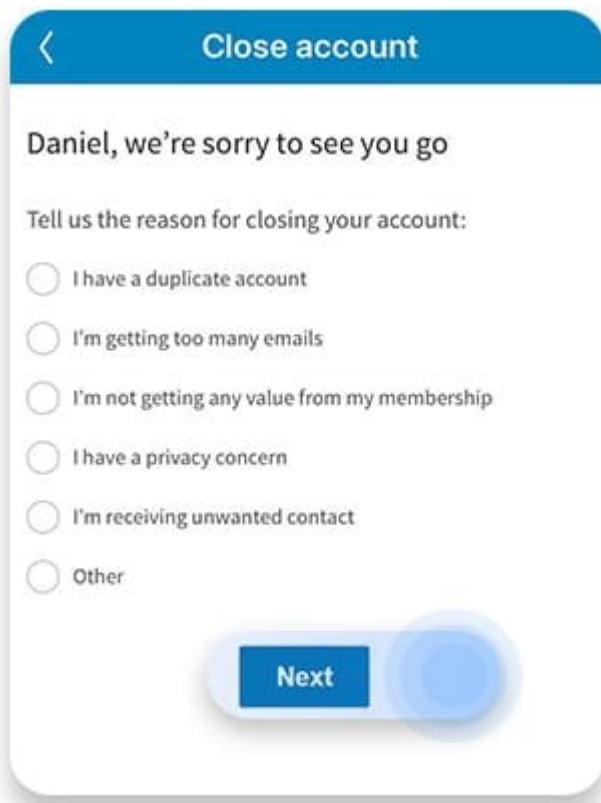 Close account
Daniel, we’re sorry to see you go
Tell us the reason for closing your account:
I have a duplicate account
I’m getting too many emails
I’m not getting any value from my membership
I have a privacy concern
I’m receiving unwanted contact
Other
Next